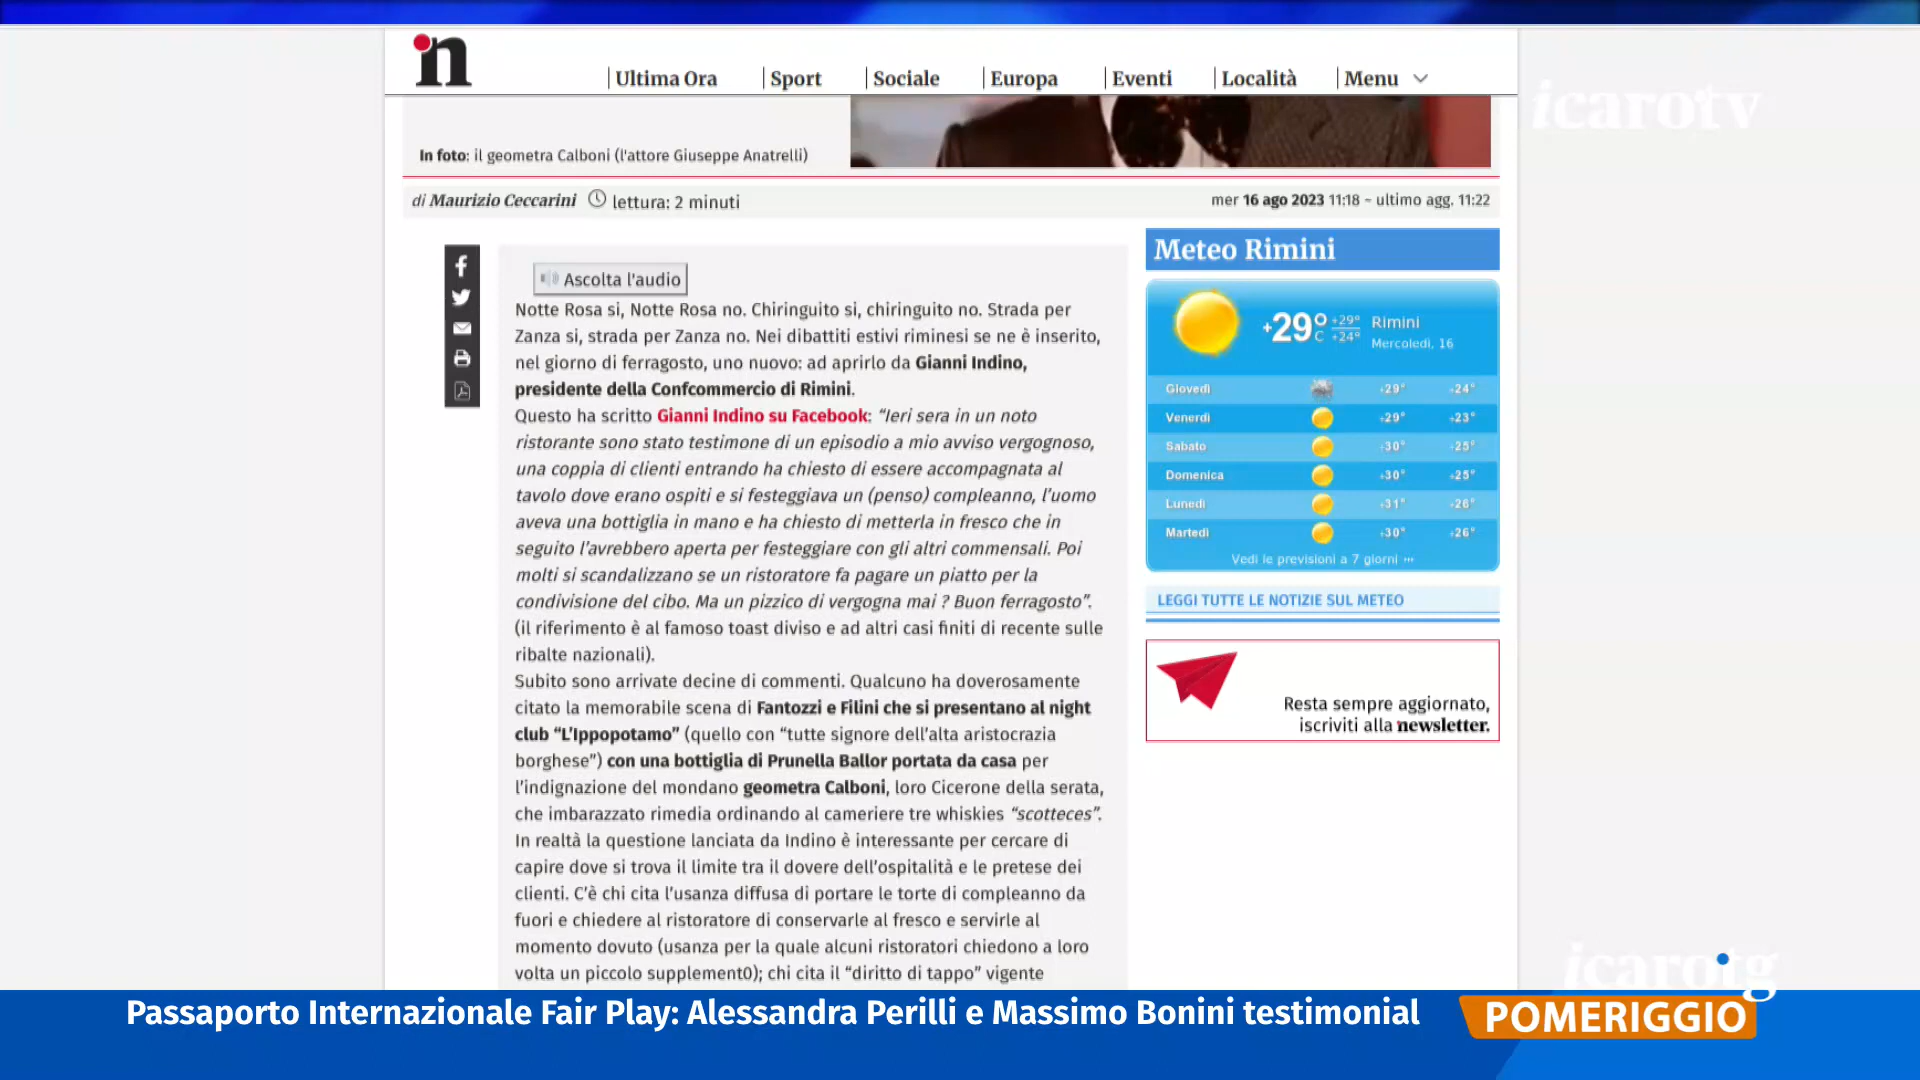 in
Ultima Ora
Sport
Sociale
Europa
Eventi
Località
Menu
icarotv
In foto: il geometra Calboni (l'attore Giuseppe Anatrelli)
di Maurizio Ceccarini lettura: 2 minuti
mer 16 ago 2023 11:18 ~ ultimo agg. 11:22
Ascolta l'audio
Notte Rosa si, Notte Rosa no. Chiringuito si, chiringuito no. Strada per
Zanza si, strada per Zanza no. Nei dibattiti estivi riminesi se ne è inserito,
nel giorno di ferragosto, uno nuovo: ad aprirlo da Gianni Indino,
presidente della Confcommercio di Rimini.
Questo ha scritto Gianni Indino su Facebook: “Ieri sera in un noto
ristorante sono stato testimone di un episodio a mio avviso vergognoso,
una coppia di clienti entrando ha chiesto di essere accompagnata al
tavolo dove erano ospiti e si festeggiava un (penso) compleanno, l’uomo
aveva una bottiglia in mano e ha chiesto di metterla in fresco che in
seguito l’avrebbero aperta per festeggiare con gli altri commensali. Poi
molti si scandalizzano se un ristoratore fa pagare un piatto per la
condivisione del cibo. Ma un pizzico di vergogna mai ? Buon ferragosto”.
(il riferimento è al famoso toast diviso e ad altri casi finiti di recente sulle
ribalte nazionali).
Subito sono arrivate decine di commenti. Qualcuno ha doverosamente
citato la memorabile scena di Fantozzi e Filini che si presentano al night
club “L’Ippopotamo” (quello con “tutte signore dell’alta aristocrazia
borghese”) con una bottiglia di Prunella Ballor portata da casa per
l’indignazione del mondano geometra Calboni, loro Cicerone della serata,
che imbarazzato rimedia ordinando al cameriere tre whiskies “scotteces”.
In realtà la questione lanciata da Indino è interessante per cercare di
capire dove si trova il limite tra il dovere dell’ospitalità e le pretese dei
clienti. C’è chi cita l’usanza diffusa di portare le torte di compleanno da
fuori e chiedere al ristoratore di conservarle al fresco e servirle al
momento dovuto (usanza per la quale alcuni ristoratori chiedono a loro
volta un piccolo supplement0); chi cita il “diritto di tappo” vigente
Meteo Rimini
+29°C +29° +24° Rimini
Mercoledì, 16
Giovedì +29° +24°
Venerdì +29° +23°
Sabato +30° +25°
Domenica +30° +25°
Lunedì +31° +26°
Martedì +30° +26°
Vedi le previsioni a 7 giorni
LEGGI TUTTE LE NOTIZIE SUL METEO
Resta sempre aggiornato,
iscriviti alla newsletter.
icarotg
Passaporto Internazionale Fair Play: Alessandra Perilli e Massimo Bonini testimonial
POMERIGGIO